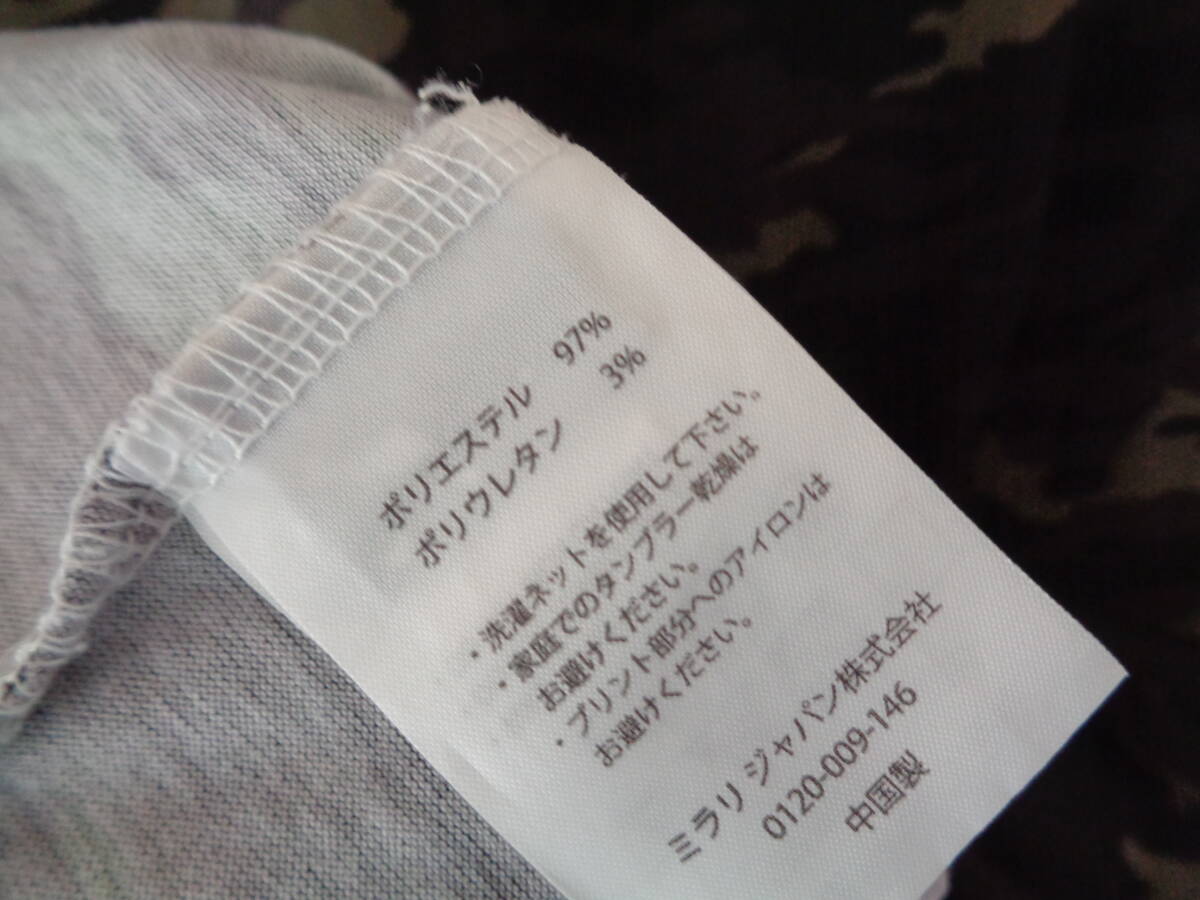 ポリエステル 97%
ポリウレタン 3%
・洗濯ネットを使用して下さい。
・家庭でのタンブラー乾燥は
お避けください。
・プリント部分へのアイロンは
お避けください。
ミラリ ジャパン株式会社
0120-009-146
中国製